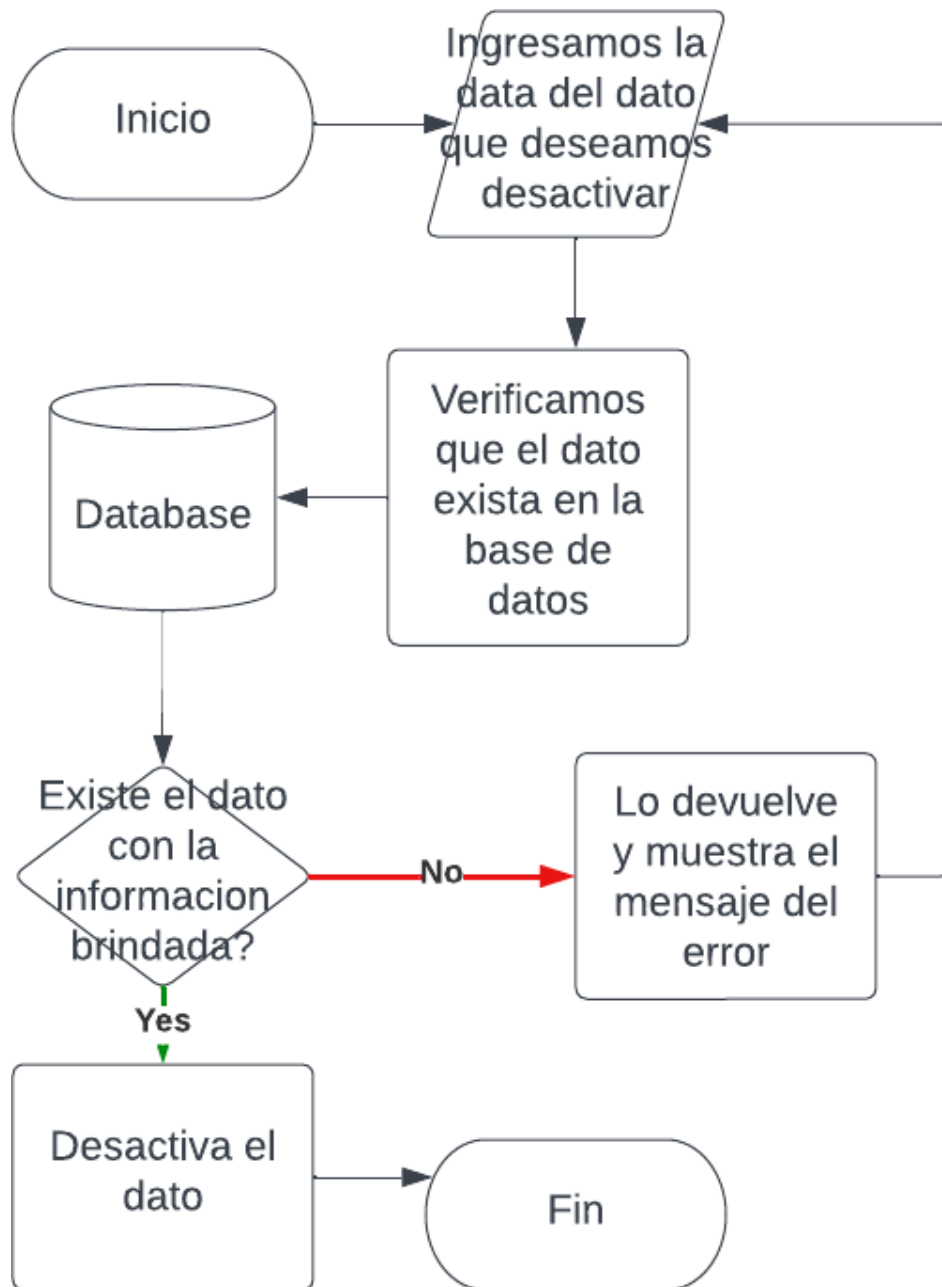 Inicio
Ingresamos la
data del dato
que deseamos
desactivar
Verificamos
que el dato
exista en la
base de
datos
Database
Existe el dato
con la
informacion
brindada?
No
Lo devuelve
y muestra el
mensaje del
error
Yes
Desactiva el
dato
Fin